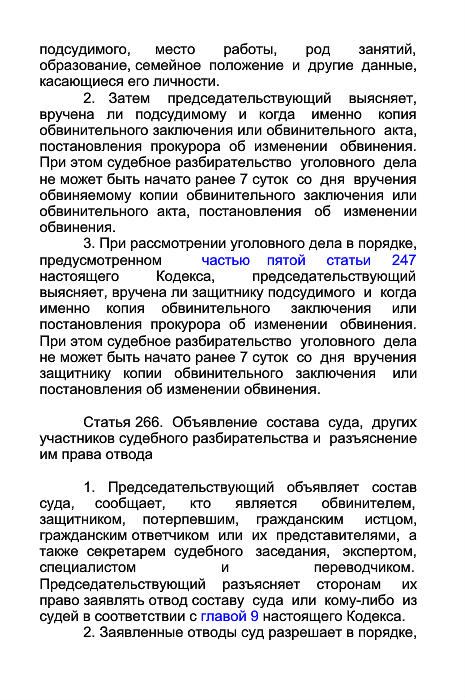 подсудимого, место работы, род занятий,
образование, семейное положение и другие данные,
касающиеся его личности.
2. Затем председательствующий выясняет,
вручена ли подсудимому и когда именно копия
обвинительного заключения или обвинительного акта,
постановления прокурора об изменении обвинения.
При этом судебное разбирательство уголовного дела
не может быть начато ранее 7 суток со дня вручения
обвиняемому копии обвинительного заключения или
обвинительного акта, постановления об изменении
обвинения.
3. При рассмотрении уголовного дела в порядке,
предусмотренном частью пятой статьи 247
настоящего Кодекса, председательствующий
выясняет, вручена ли защитнику подсудимого и когда
именно копия обвинительного заключения или
постановления прокурора об изменении обвинения.
При этом судебное разбирательство уголовного дела
не может быть начато ранее 7 суток со дня вручения
защитнику копии обвинительного заключения или
постановления об изменении обвинения.
Статья 266. Объявление состава суда, других
участников судебного разбирательства и разъяснение
им права отвода
1. Председательствующий объявляет состав
суда, сообщает, кто является обвинителем,
защитником, потерпевшим, гражданским истцом,
гражданским ответчиком или их представителями, а
также секретарем судебного заседания, экспертом,
специалистом и переводчиком.
Председательствующий разъясняет сторонам их
право заявлять отвод составу суда или кому-либо из
судей в соответствии с главой 9 настоящего Кодекса.
2. Заявленные отводы суд разрешает в порядке,